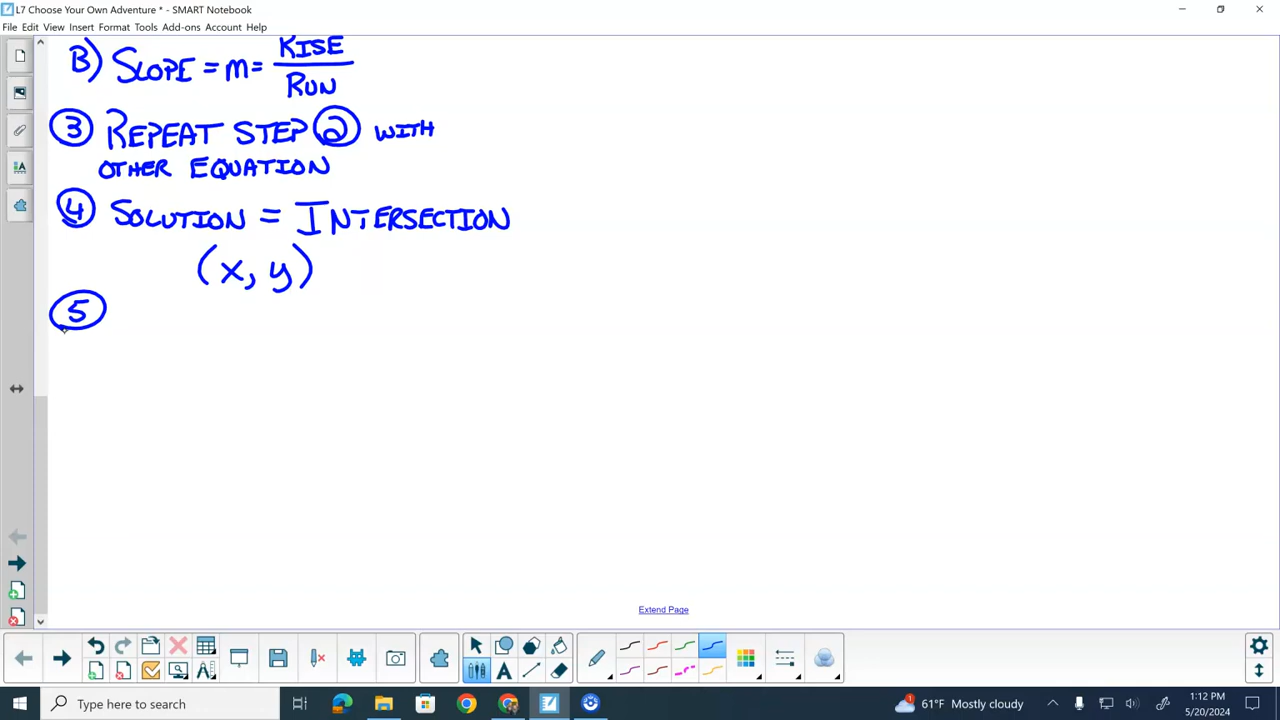 L7 Choose Your Own Adventure * - SMART Notebook
File Edit View Insert Format Tools Add-ons Account Help
B) SLOPE = m = RISE
RUN
3 REPEAT STEP 2 WITH
OTHER EQUATION
4 SOLUTION = INTERSECTION
(x, y)
5
Extend Page
Type here to search
61°F Mostly cloudy
1:12 PM
5/20/2024